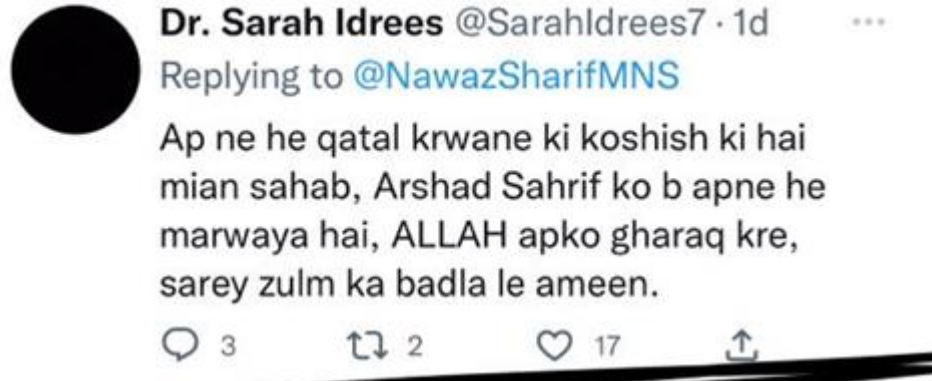 Dr. Sarah Idrees @SarahIdrees7 · 1d
Replying to @NawazSharifMNS
Ap ne he qatal krwane ki koshish ki hai
mian sahab, Arshad Sahrif ko b apne he
marwaya hai, ALLAH apko gharaq kre,
sarey zulm ka badla le ameen.
3 2 17